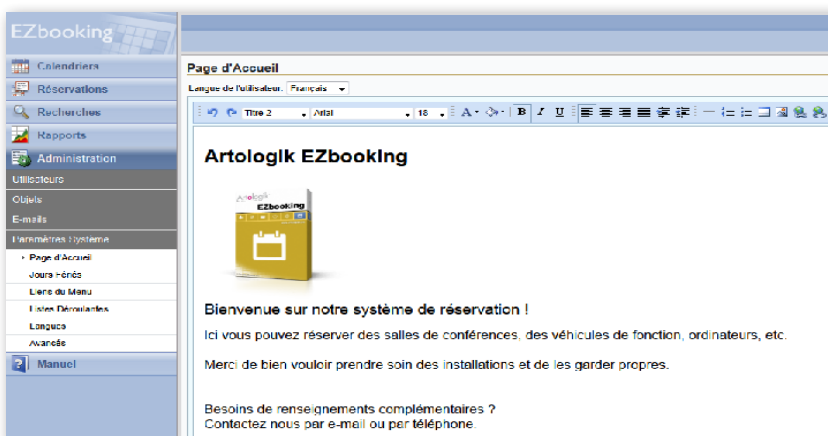 EZbooking
Calendriers
Réservations
Recherches
Rapports
Administration
Utilisateurs
Objets
E-mails
Paramètres Système
Page d'Accueil
Jours Fériés
Liens du Menu
Listes Déroulantes
Langues
Avancés
Manuel
Page d'Accueil
Langue de l'utilisateur: Français
Titre 2 Arial 18 A B I U
Artologik EZbooking
Artologik
EZbooking
Bienvenue sur notre système de réservation !
Ici vous pouvez réserver des salles de conférences, des véhicules de fonction, ordinateurs, etc.
Merci de bien vouloir prendre soin des installations et de les garder propres.
Besoins de renseignements complémentaires ?
Contactez nous par e-mail ou par téléphone.